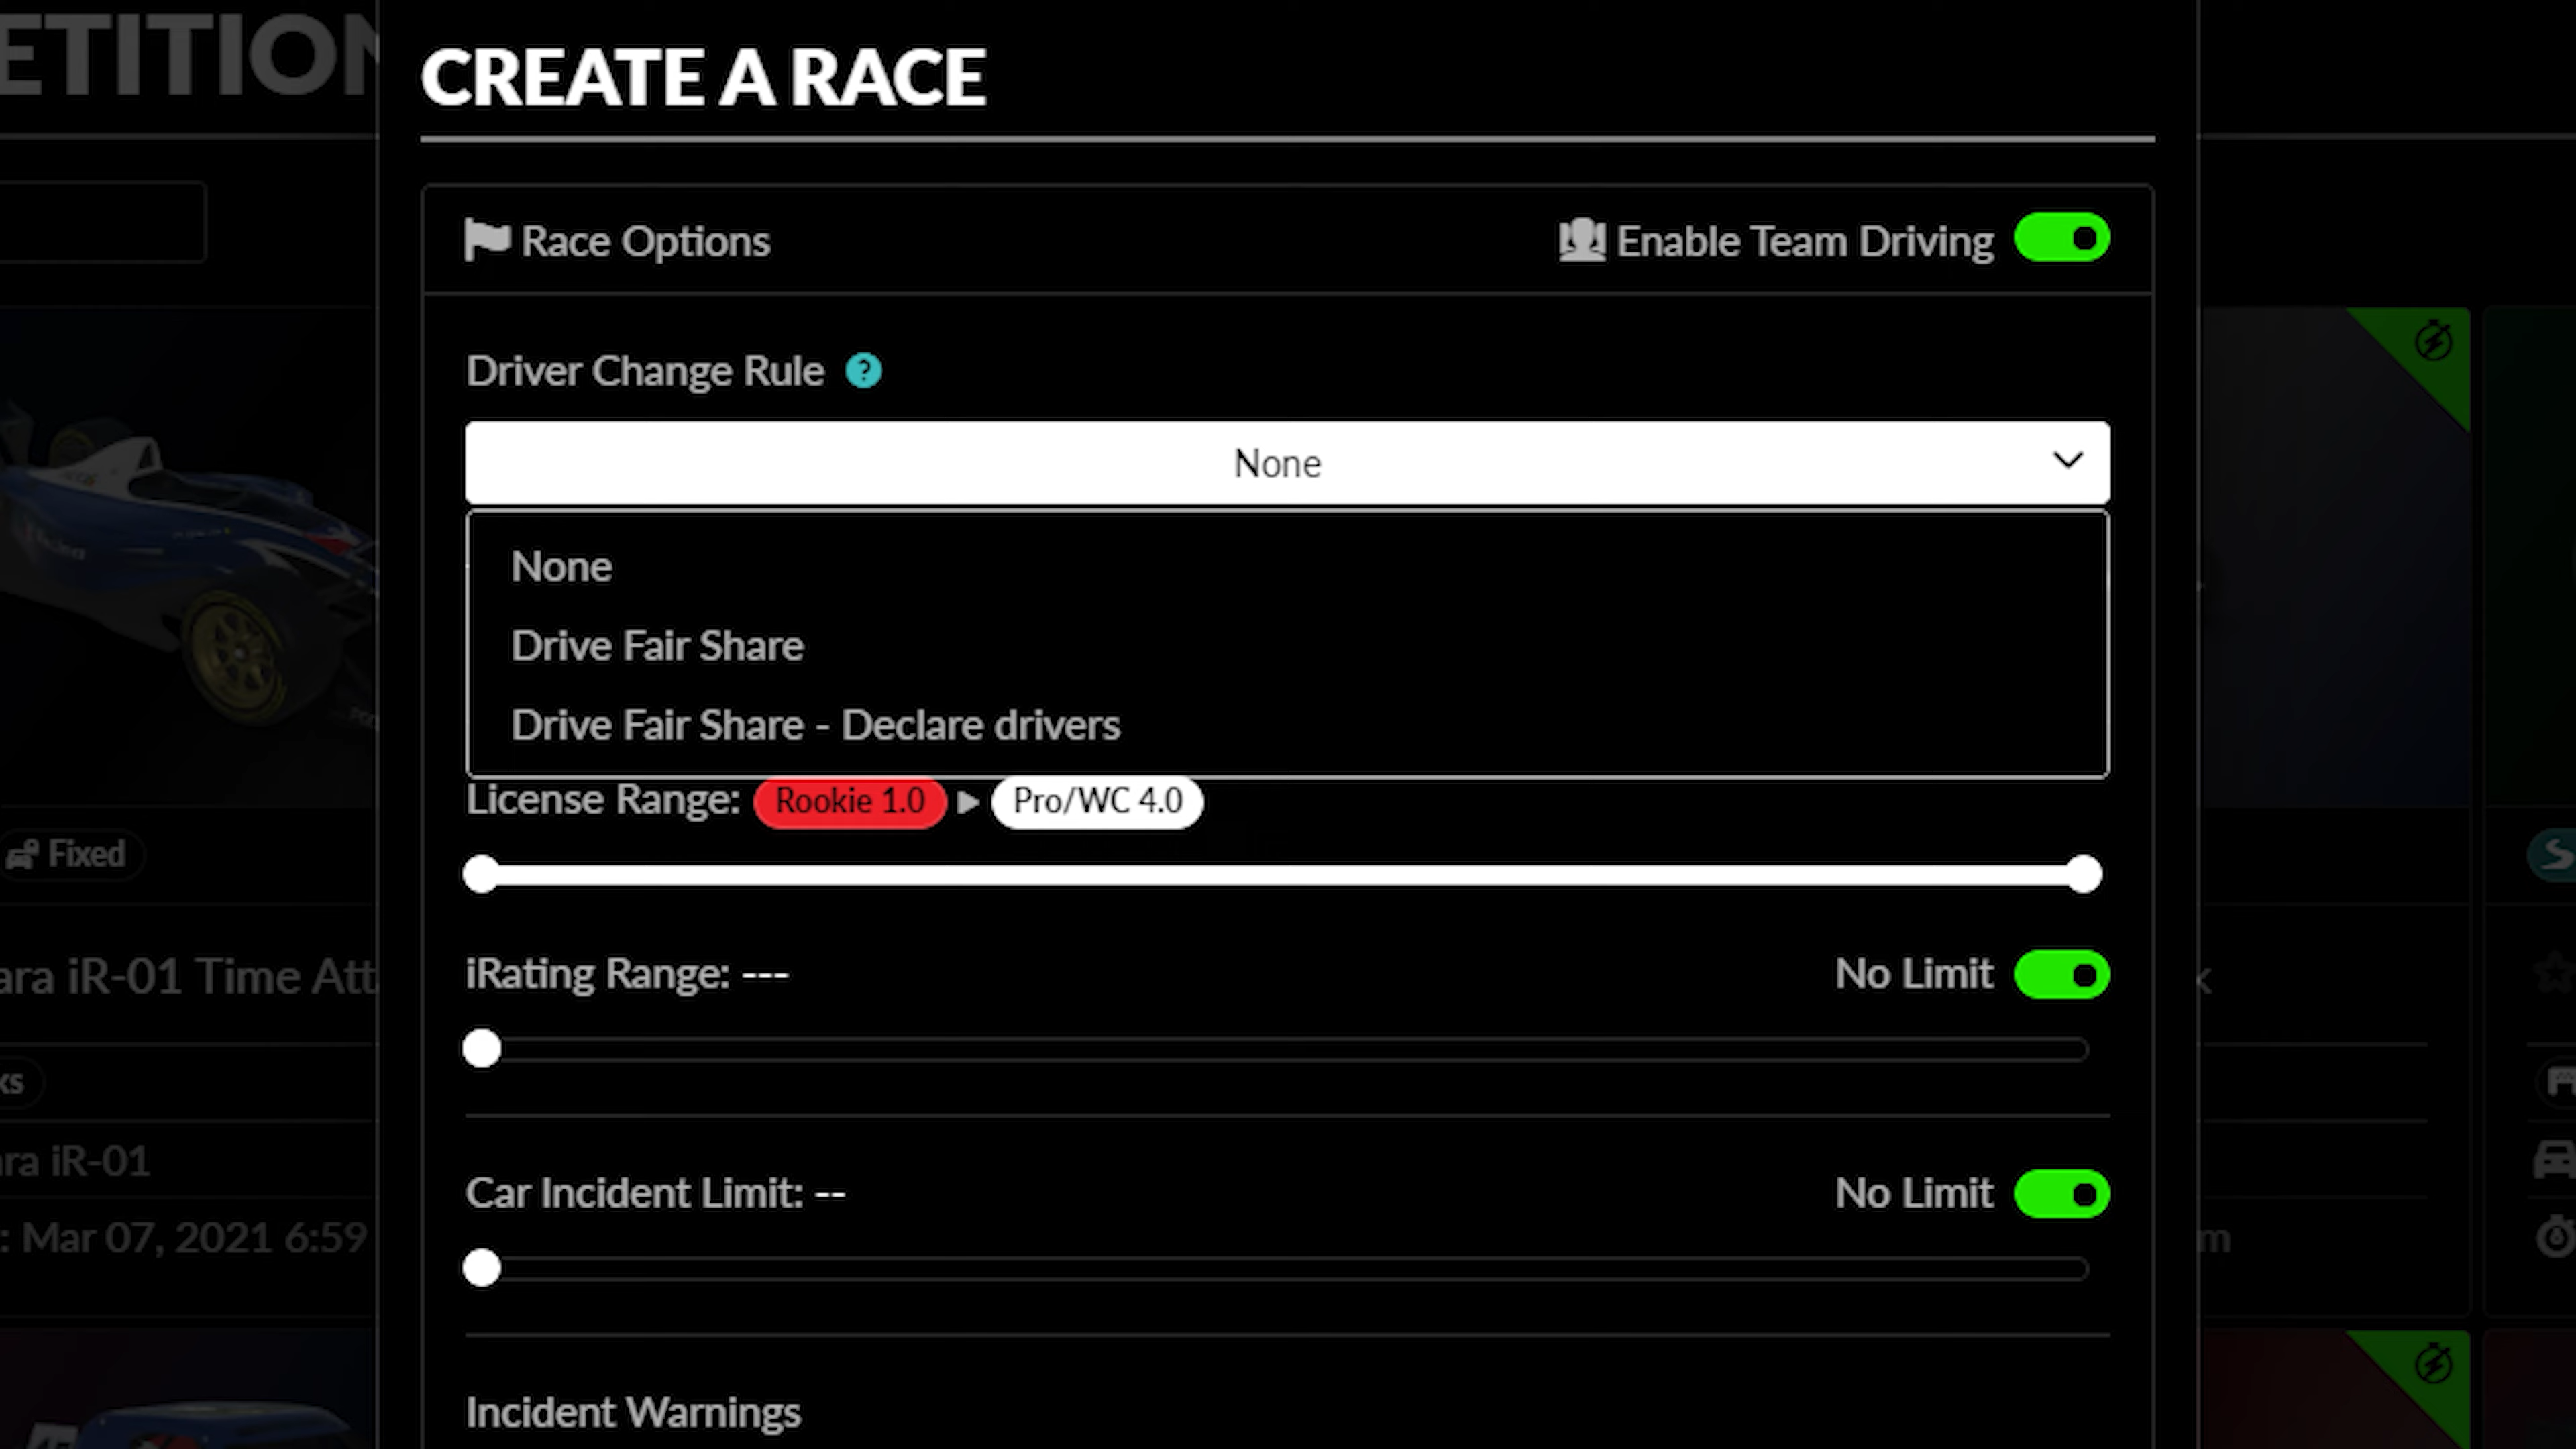 ETITION
CREATE A RACE
Race Options
Enable Team Driving
Driver Change Rule ?
None
None
Drive Fair Share
Drive Fair Share - Declare drivers
License Range: Rookie 1.0 Pro/WC 4.0
Fixed
iRating Range: ---
No Limit
ara iR-01 Time Att
ks
Car Incident Limit: --
No Limit
ara iR-01
: Mar 07, 2021 6:59
m
Incident Warnings